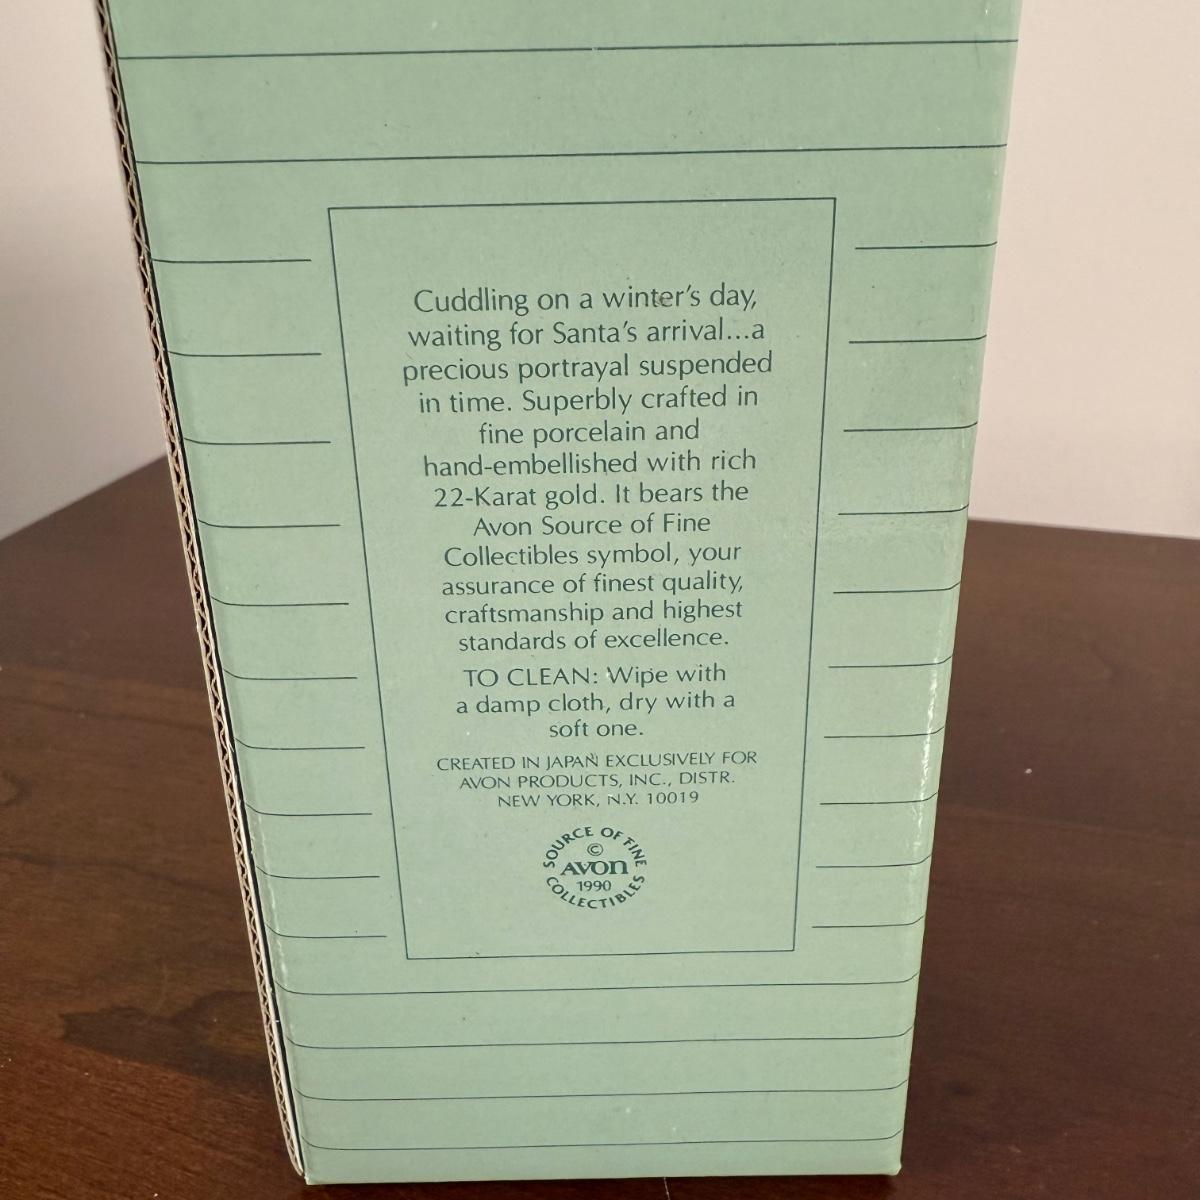 Cuddling on a winter's day,
waiting for Santa's arrival...a
precious portrayal suspended
in time. Superbly crafted in
fine porcelain and
hand-embellished with rich
22-Karat gold. It bears the
Avon Source of Fine
Collectibles symbol, your
assurance of finest quality,
craftsmanship and highest
standards of excellence.
TO CLEAN: Wipe with
a damp cloth, dry with a
soft one.
CREATED IN JAPAN EXCLUSIVELY FOR
AVON PRODUCTS, INC., DISTR.
NEW YORK, N.Y. 10019
SOURCE OF FINE
©
AVON
1990
COLLECTIBLES